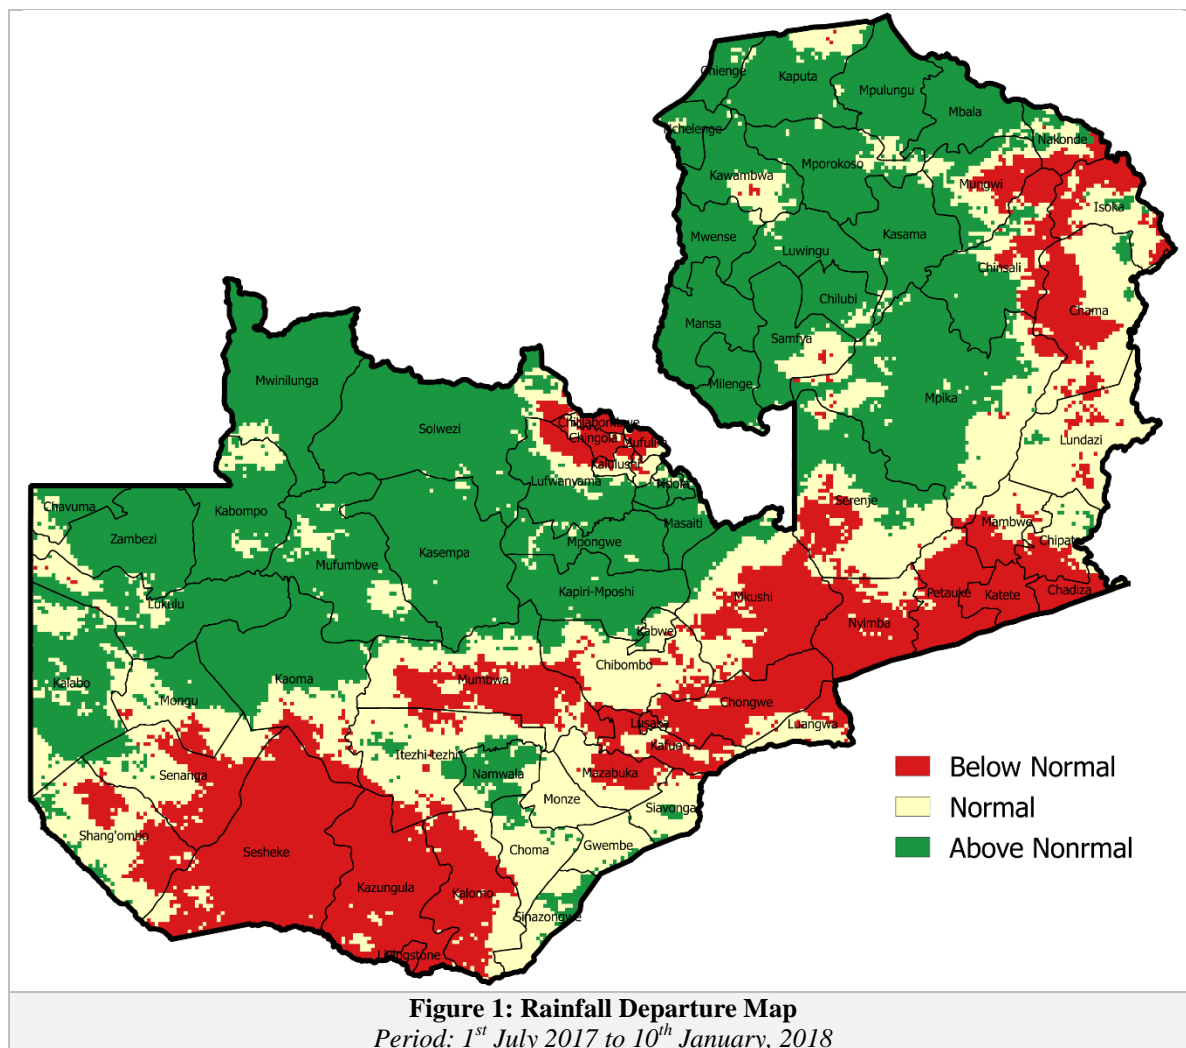 Chienge
Kaputa
Mpulungu
Mbala
Nchelenge
Nakonde
Kawambwa
Mporokoso
Mungwi
Isoka
Mwense
Luwingu
Kasama
Chinsali
Chilubi
Chama
Mansa
Samfya
Milenge
Mpika
Mwinilunga
Solwezi
Chililabombwe
Chingola
Mufulira
Kalulushi
Lundazi
Lufwanyama
Ndola
Chavuma
Kabompo
Serenje
Zambezi
Masaiti
Mambwe
Mpongwe
Chipata
Kasempa
Mufumbwe
Kapiri-Mposhi
Mkushi
Petauke
Katete
Chadiza
Lukulu
Nyimba
Kabwe
Chibombo
Kalabo
Kaoma
Mumbwa
Mongu
Chongwe
Lusaka
Luangwa
Kafue
Itezhi-tezhi
Senanga
Namwala
Mazabuka
Monze
Siavonga
Shang'ombo
Sesheke
Choma
Gwembe
Kazungula
Kalomo
Sinazongwe
Livingstone
Below Normal
Normal
Above Nonrmal
Figure 1: Rainfall Departure Map
Period: 1st July 2017 to 10th January, 2018